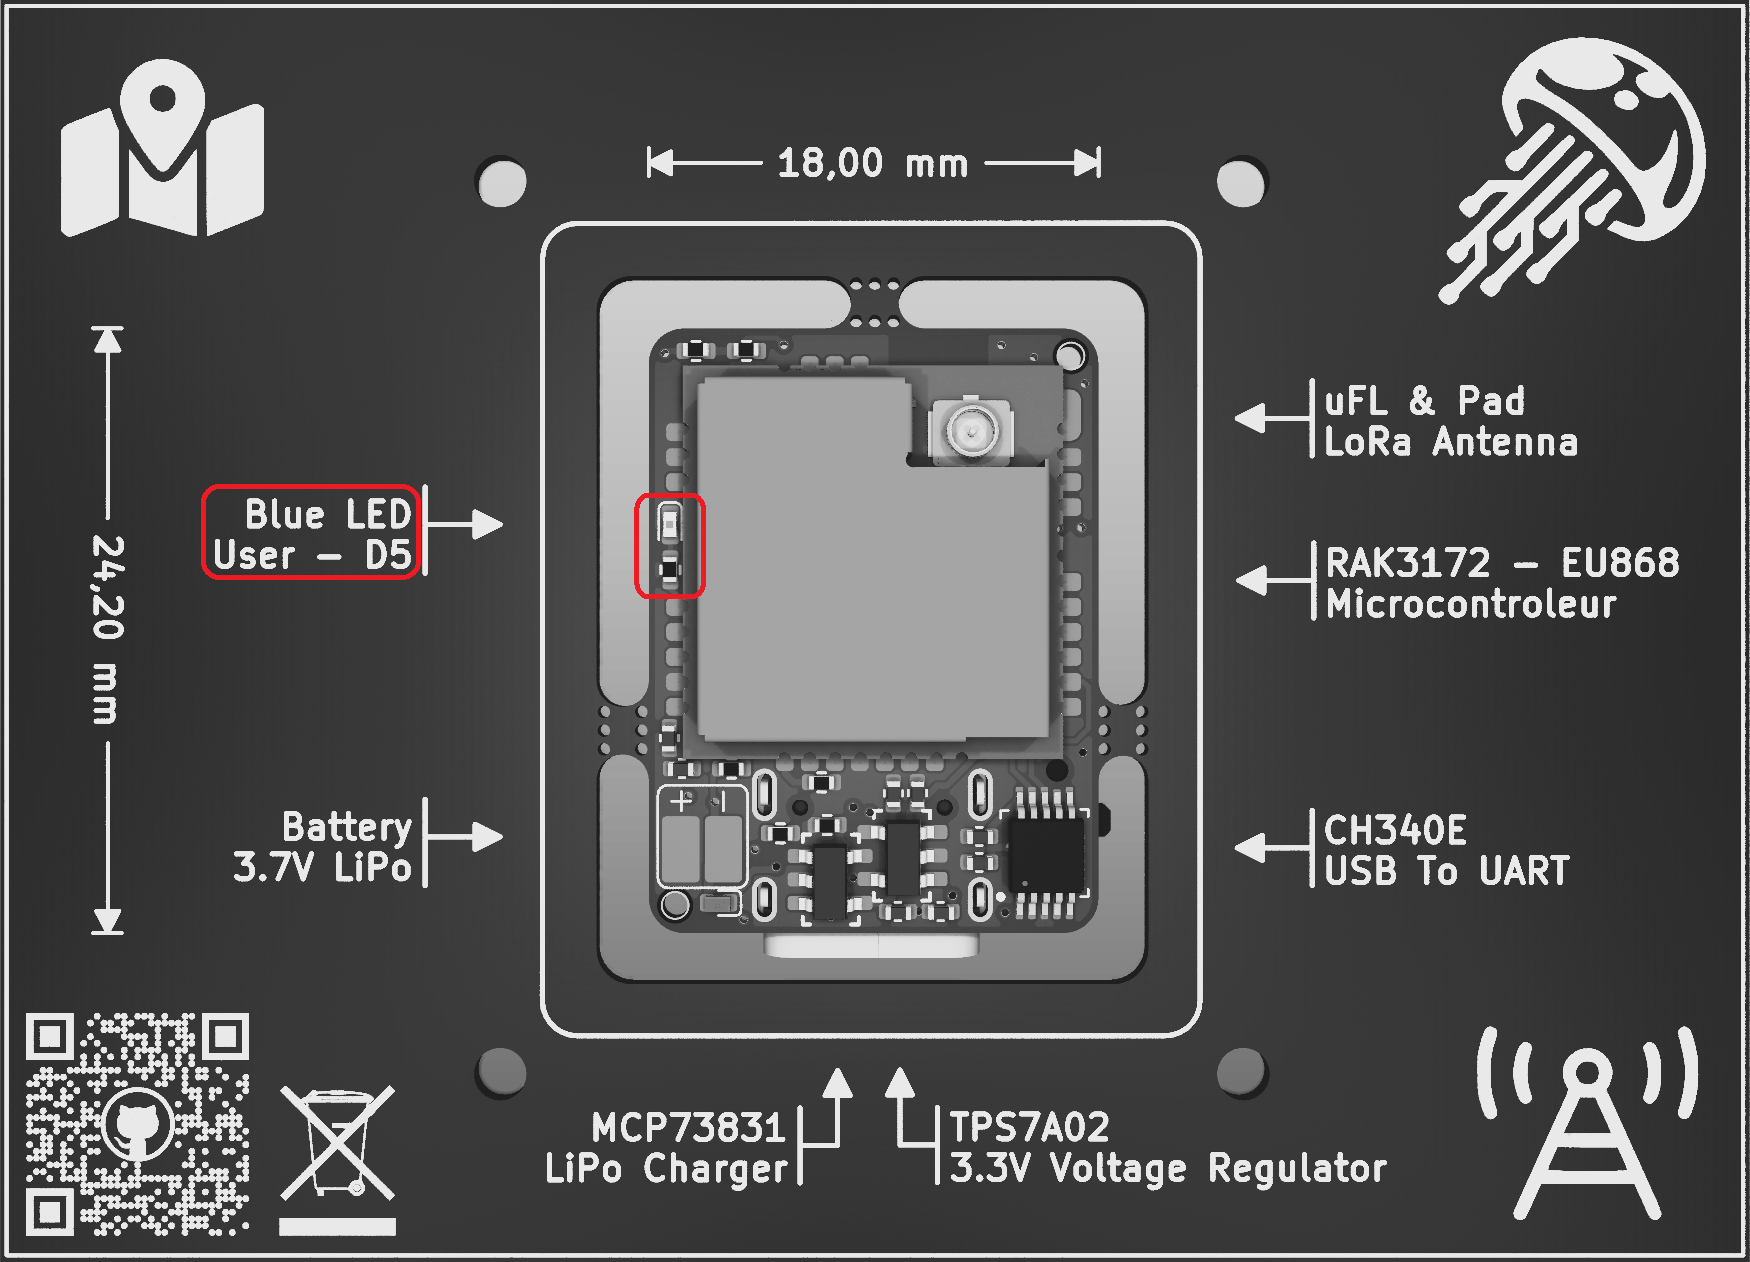 18,00 mm
24,20 mm
Blue LED
User - D5
uFL & Pad
LoRa Antenna
RAK3172 - EU868
Microcontroleur
Battery
3.7V LiPo
+ -
CH340E
USB To UART
MCP73831
LiPo Charger
TPS7A02
3.3V Voltage Regulator